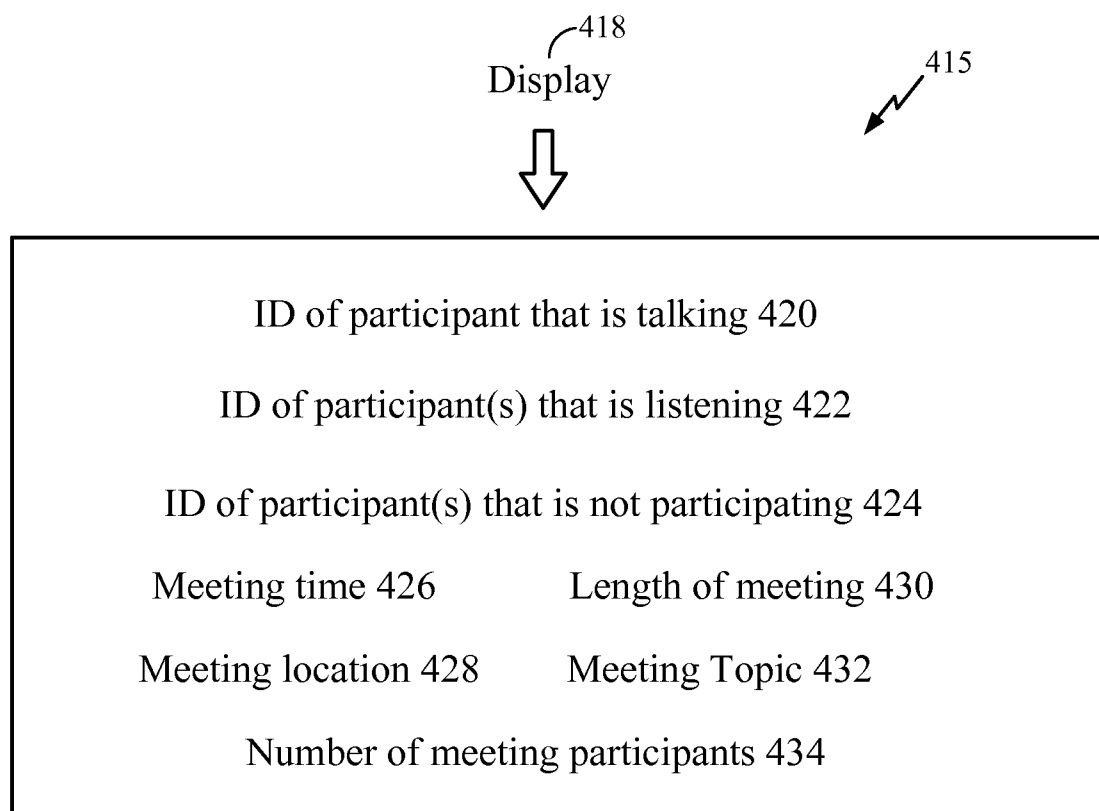 418
Display
415
ID of participant that is talking 420
ID of participant(s) that is listening 422
ID of participant(s) that is not participating 424
Meeting time 426 Length of meeting 430
Meeting location 428 Meeting Topic 432
Number of meeting participants 434